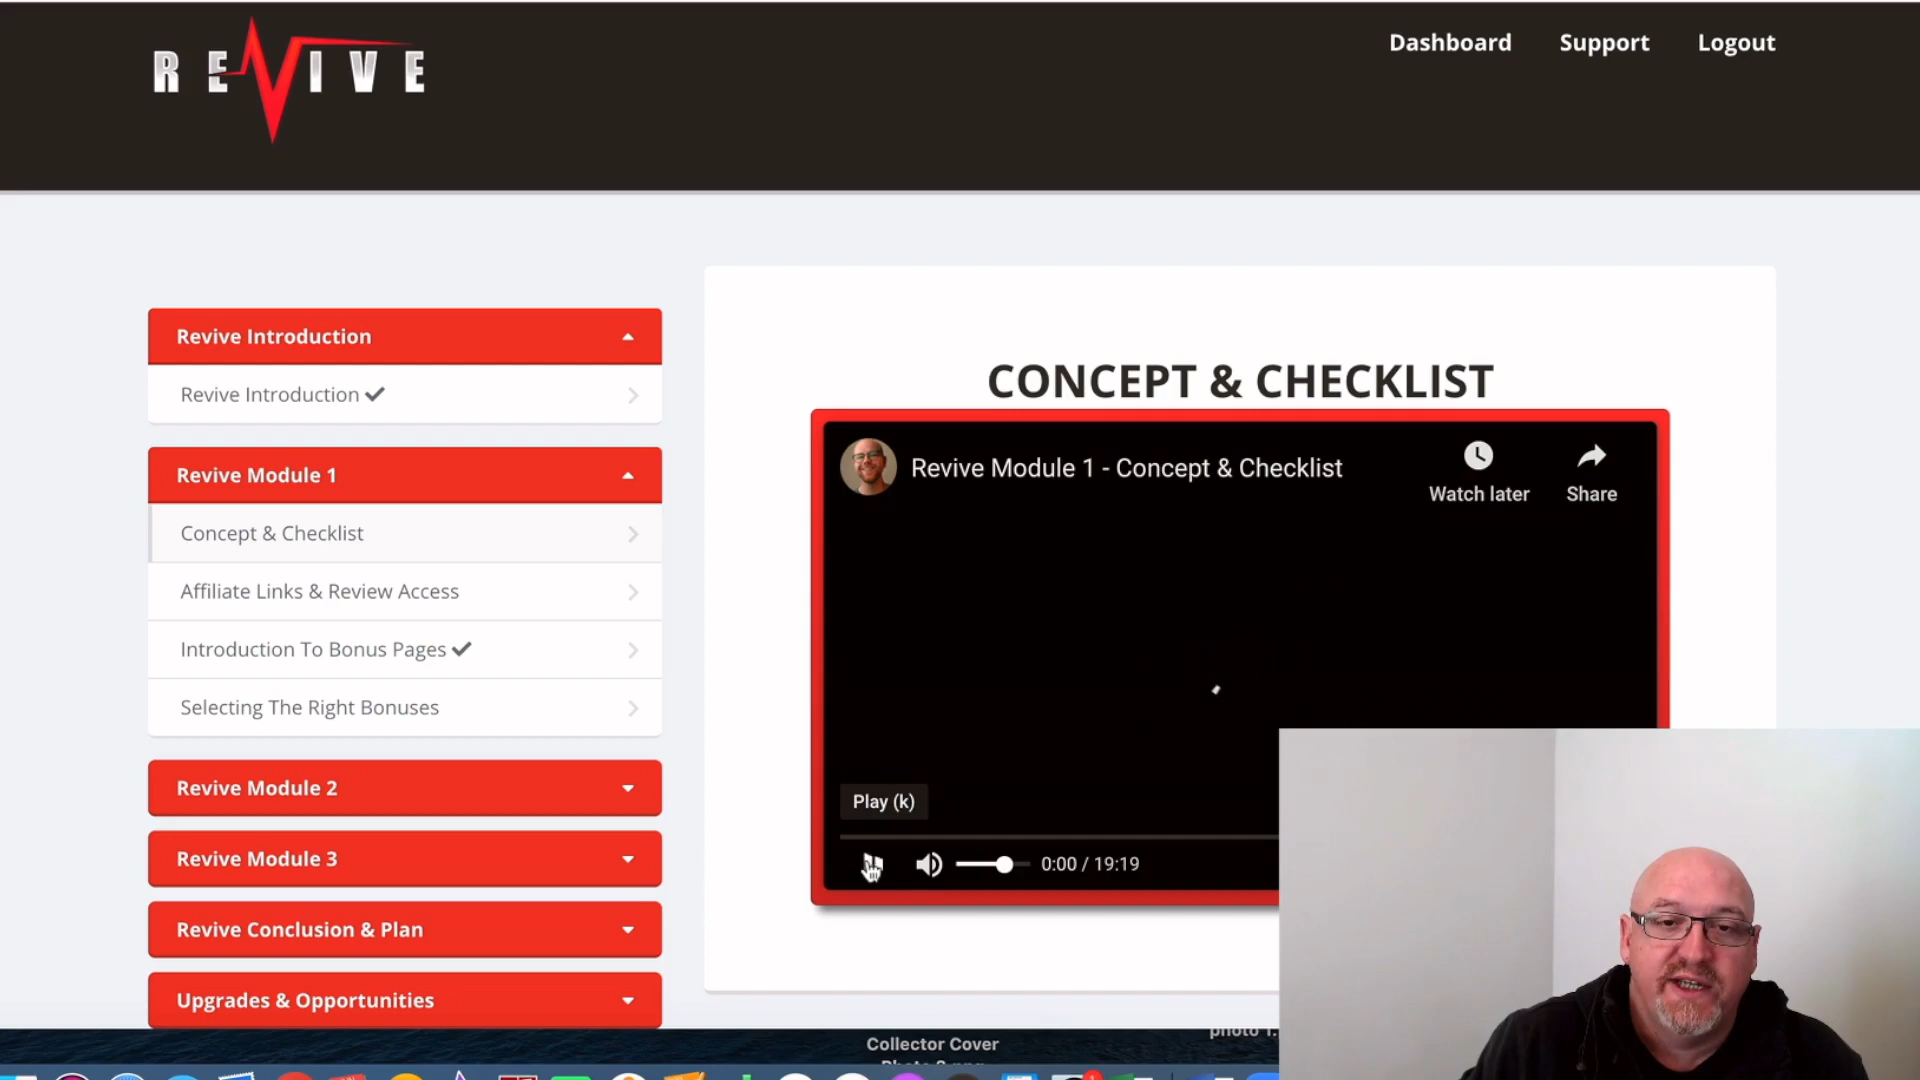 REVIVE
Dashboard
Support
Logout
Revive Introduction
Revive Introduction
Revive Module 1
Concept & Checklist
Affiliate Links & Review Access
Introduction To Bonus Pages
Selecting The Right Bonuses
Revive Module 2
Revive Module 3
Revive Conclusion & Plan
Upgrades & Opportunities
CONCEPT & CHECKLIST
Revive Module 1 - Concept & Checklist
Watch later
Share
Play (k)
0:00 / 19:19
Collector Cover
photo 1.